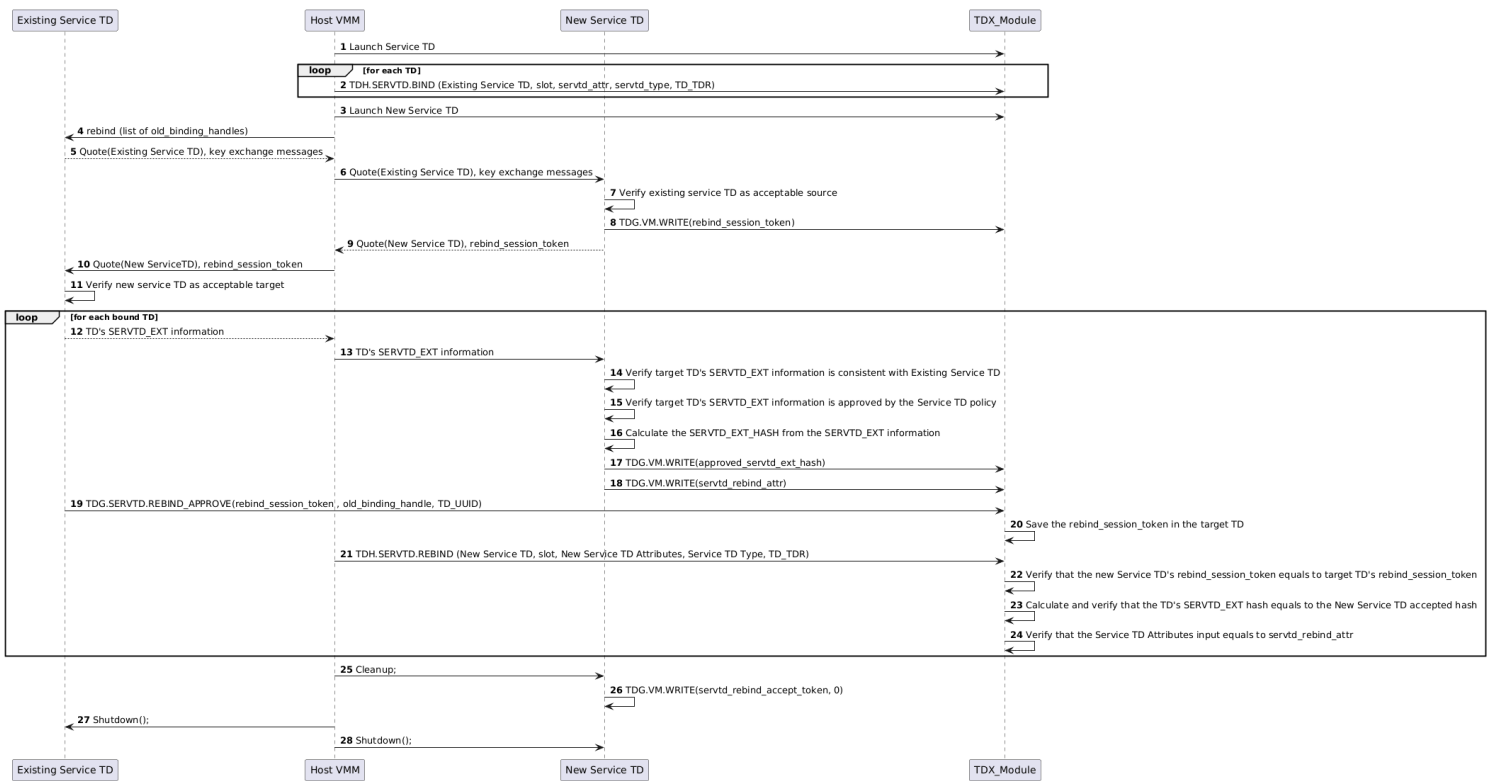 Existing Service TD
Host VMM
New Service TD
TDX_Module
1 Launch Service TD
loop [for each TD]
2 TDH.SERVTD.BIND (Existing Service TD, slot, servtd_attr, servtd_type, TD_TDR)
3 Launch New Service TD
4 rebind (list of old_binding_handles)
5 Quote(Existing Service TD), key exchange messages
6 Quote(Existing Service TD), key exchange messages
7 Verify existing service TD as acceptable source
8 TDG.VM.WRITE(rebind_session_token)
9 Quote(New Service TD), rebind_session_token
10 Quote(New ServiceTD), rebind_session_token
11 Verify new service TD as acceptable target
loop [for each bound TD]
12 TD's SERVTD_EXT information
13 TD's SERVTD_EXT information
14 Verify target TD's SERVTD_EXT information is consistent with Existing Service TD
15 Verify target TD's SERVTD_EXT information is approved by the Service TD policy
16 Calculate the SERVTD_EXT_HASH from the SERVTD_EXT information
17 TDG.VM.WRITE(approved_servtd_ext_hash)
18 TDG.VM.WRITE(servtd_rebind_attr)
19 TDG.SERVTD.REBIND_APPROVE(rebind_session_token , old_binding_handle, TD_UUID)
20 Save the rebind_session_token in the target TD
21 TDH.SERVTD.REBIND (New Service TD, slot, New Service TD Attributes, Service TD Type, TD_TDR)
22 Verify that the new Service TD's rebind_session_token equals to target TD's rebind_session_token
23 Calculate and verify that the TD's SERVTD_EXT hash equals to the New Service TD accepted hash
24 Verify that the Service TD Attributes input equals to servtd_rebind_attr
25 Cleanup;
26 TDG.VM.WRITE(servtd_rebind_accept_token, 0)
27 Shutdown();
28 Shutdown();
Existing Service TD
Host VMM
New Service TD
TDX_Module